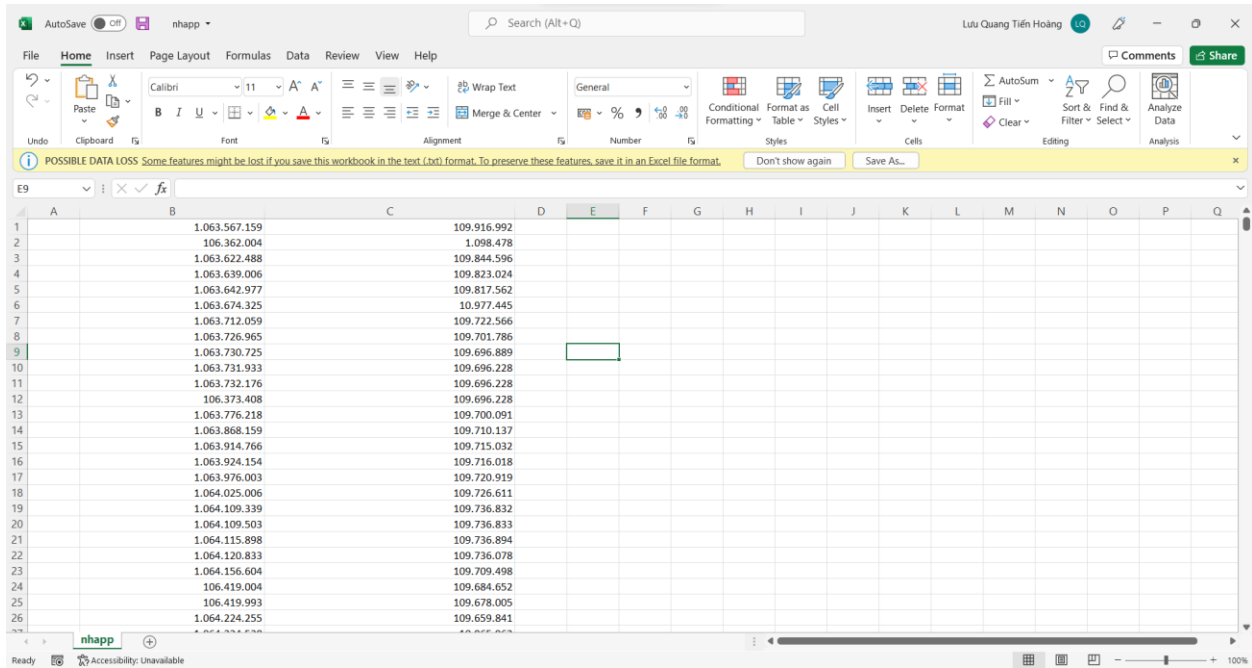 AutoSave Off nhapp Search (Alt+Q) Lưu Quang Tiến Hoàng LQ
File Home Insert Page Layout Formulas Data Review View Help Comments Share
Paste Calibri 11 Wrap Text General Conditional Formatting Format as Table Cell Styles Insert Delete Format AutoSum Sort & Filter Find & Select Analyze Data
B I U Merge & Center % Fill
Clear
Undo Clipboard Font Alignment Number Styles Cells Editing Analysis
POSSIBLE DATA LOSS Some features might be lost if you save this workbook in the text (.txt) format. To preserve these features, save it in an Excel file format. Don't show again Save As...
E9 fx
A B C D E F G H I J K L M N O P Q
1 1.063.567.159 109.916.992
2 106.362.004 1.098.478
3 1.063.622.488 109.844.596
4 1.063.639.006 109.823.024
5 1.063.642.977 109.817.562
6 1.063.674.325 10.977.445
7 1.063.712.059 109.722.566
8 1.063.726.965 109.701.786
9 1.063.730.725 109.696.889
10 1.063.731.933 109.696.228
11 1.063.732.176 109.696.228
12 106.373.408 109.696.228
13 1.063.776.218 109.700.091
14 1.063.868.159 109.710.137
15 1.063.914.766 109.715.032
16 1.063.924.154 109.716.018
17 1.063.976.003 109.720.919
18 1.064.025.006 109.726.611
19 1.064.109.339 109.736.832
20 1.064.109.503 109.736.833
21 1.064.115.898 109.736.894
22 1.064.120.833 109.736.078
23 1.064.156.604 109.709.498
24 106.419.004 109.684.652
25 106.419.993 109.678.005
26 1.064.224.255 109.659.841
nhapp
Ready Accessibility: Unavailable 100%